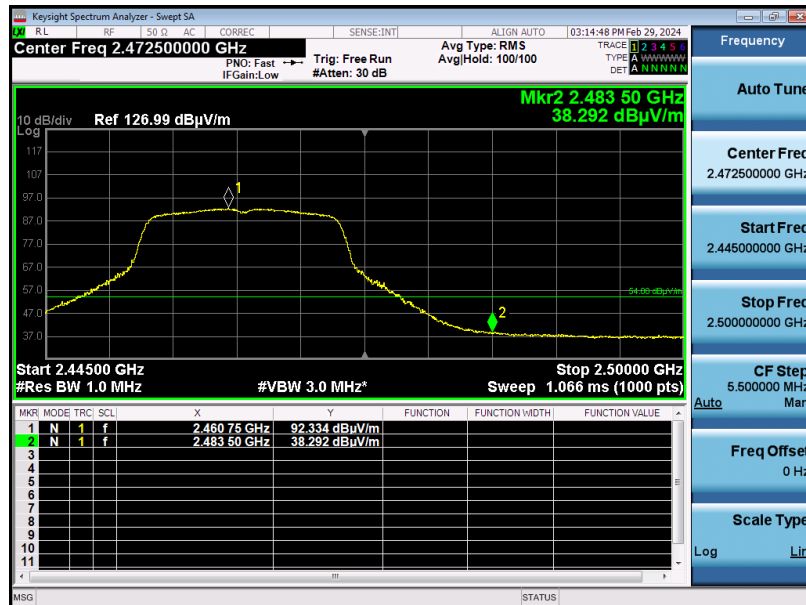 Keysight Spectrum Analyzer - Swept SA
LXI RL RF 50 Ω AC CORREC SENSE:INT ALIGN AUTO 03:14:48 PM Feb 29, 2024
Center Freq 2.472500000 GHz
PNO: Fast
IFGain:Low
Trig: Free Run
#Atten: 30 dB
Avg Type: RMS
Avg|Hold: 100/100
TRACE 1 2 3 4 5 6
TYPE A WWWWW
DET A N N N N N
Mkr2 2.483 50 GHz
38.292 dBµV/m
10 dB/div Ref 126.99 dBµV/m
Log
117
107
97.0
87.0
77.0
67.0
57.0
47.0
37.0
1
2
54.00 dBµV/m
Start 2.44500 GHz Stop 2.50000 GHz
#Res BW 1.0 MHz #VBW 3.0 MHz* Sweep 1.066 ms (1000 pts)
MKR MODE TRC SCL X Y FUNCTION FUNCTION WIDTH FUNCTION VALUE
1 N 1 f 2.460 75 GHz 92.334 dBµV/m
2 N 1 f 2.483 50 GHz 38.292 dBµV/m
3
4
5
6
7
8
9
10
11
MSG STATUS
Frequency
Auto Tune
Center Freq
2.472500000 GHz
Start Freq
2.445000000 GHz
Stop Freq
2.500000000 GHz
CF Step
5.500000 MHz
Auto Man
Freq Offset
0 Hz
Scale Type
Log Lin